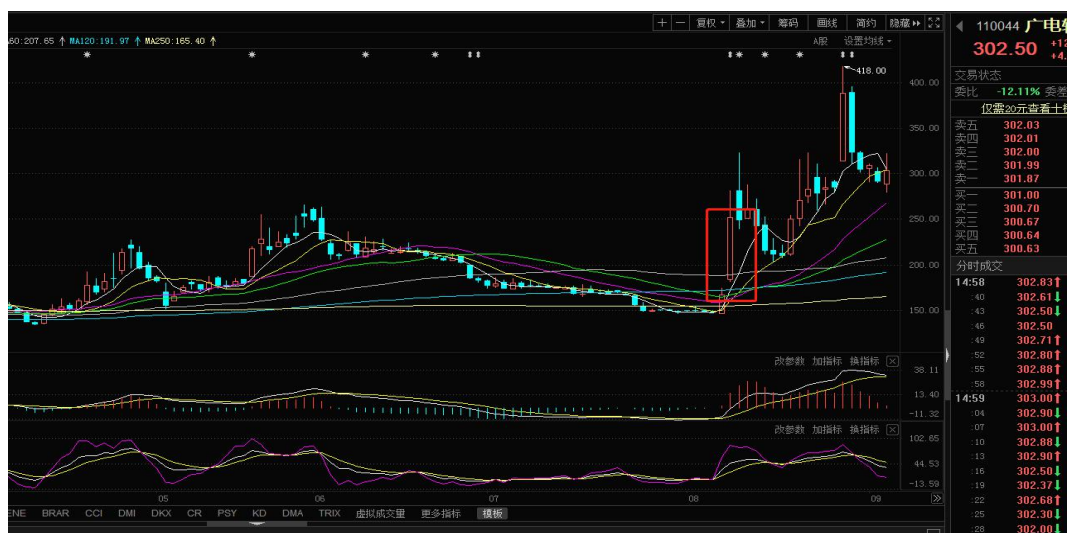 复权 叠加 筹码 画线 简约 隐藏
60:207.65 ↑ MA120:191.97 ↑ MA250:165.40 ↑
A股 设置均线
418.00
400.00
350.00
300.00
250.00
200.00
150.00
改参数 加指标 换指标
38.11
13.40
-11.32
改参数 加指标 换指标
102.65
44.53
-13.59
05 06 07 08 09
ENE BRAR CCI DMI DKX CR PSY KD DMA TRIX 虚拟成交量 更多指标 模板
110044 广电
302.50
+12
+4.
交易状态
委比 -12.11% 委差
仅需20元查看十
卖五 302.03
卖四 302.01
卖三 302.00
卖二 301.99
卖一 301.87
买一 301.00
买二 300.70
买三 300.67
买四 300.64
买五 300.63
分时成交
14:58 302.83↑
:40 302.61↓
:43 302.50↓
:46 302.50
:49 302.71↑
:52 302.80↑
:55 302.88↑
:58 302.99↑
14:59 303.00↑
:04 302.90↓
:07 303.00↑
:10 302.88↓
:13 302.90↑
:16 302.50↓
:19 302.37↓
:22 302.68↑
:25 302.30↓
:28 302.00↓